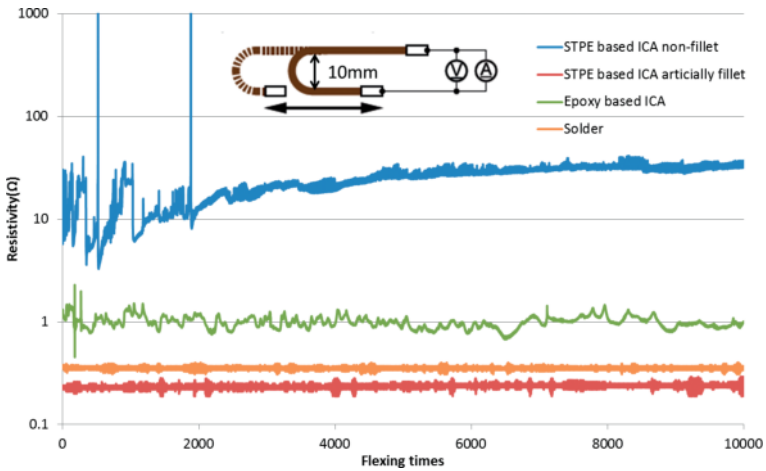 1000
100
10
1
0.1
Resistivity(Ω)
10mm
V
A
STPE based ICA non-fillet
STPE based ICA articially fillet
Epoxy based ICA
Solder
0
2000
4000
6000
8000
10000
Flexing times